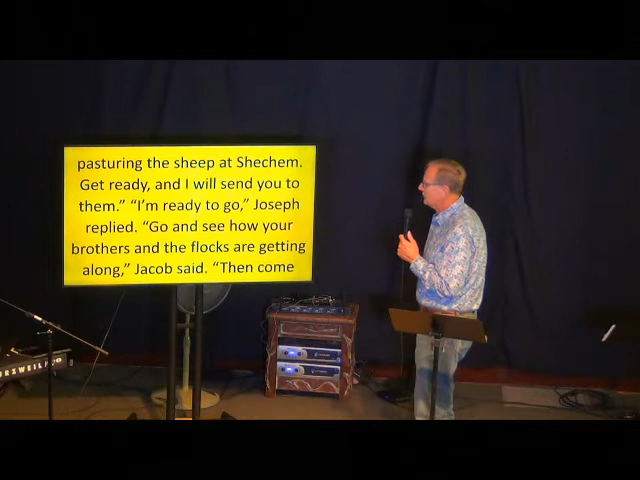 pasturing the sheep at Shechem.
Get ready, and I will send you to
them.” “I’m ready to go,” Joseph
replied. “Go and see how your
brothers and the flocks are getting
along,” Jacob said. “Then come
KURZWEIL